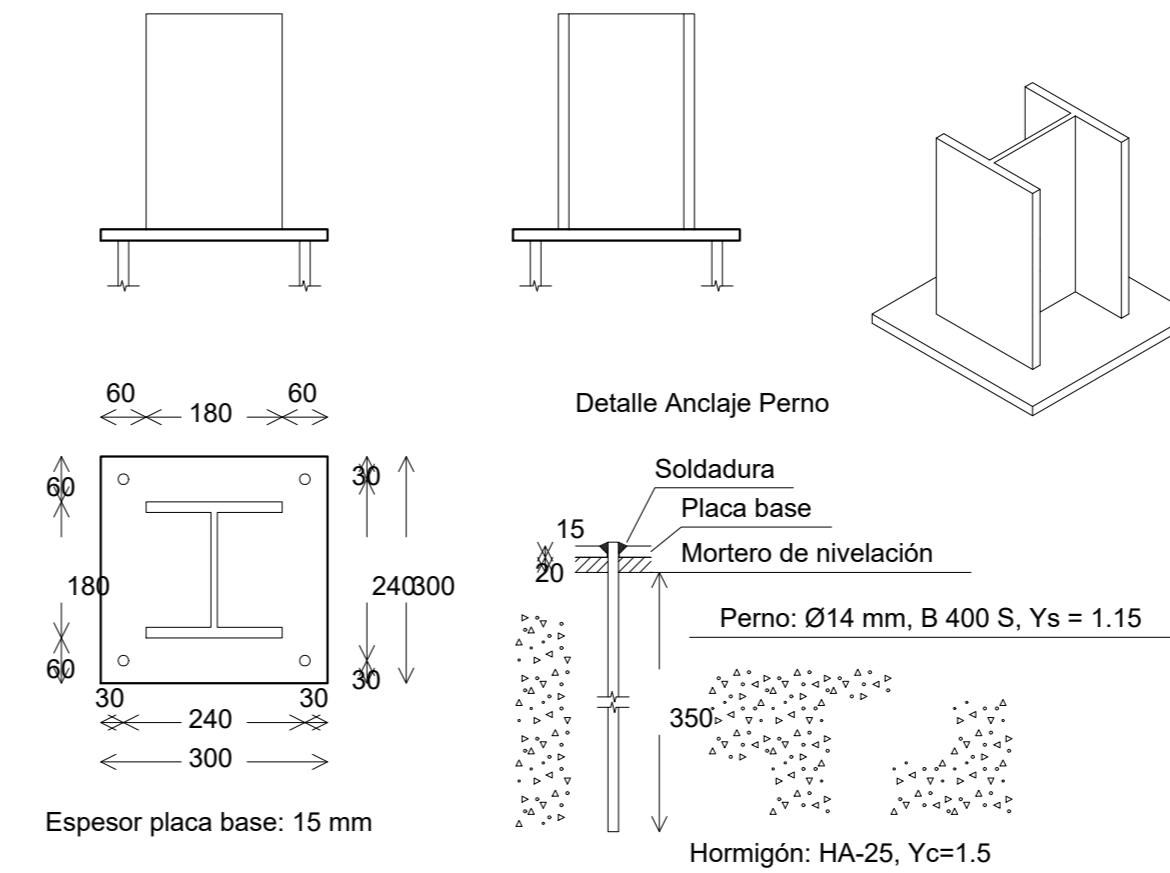 60
180
60
Detalle Anclaje Perno
60
180
60
30
240
300
30
30
240
30
300
Espesor placa base: 15 mm
Soldadura
Placa base
Mortero de nivelación
15
20
Perno: Ø14 mm, B 400 S, Ys = 1.15
350
Hormigón: HA-25, Yc=1.5